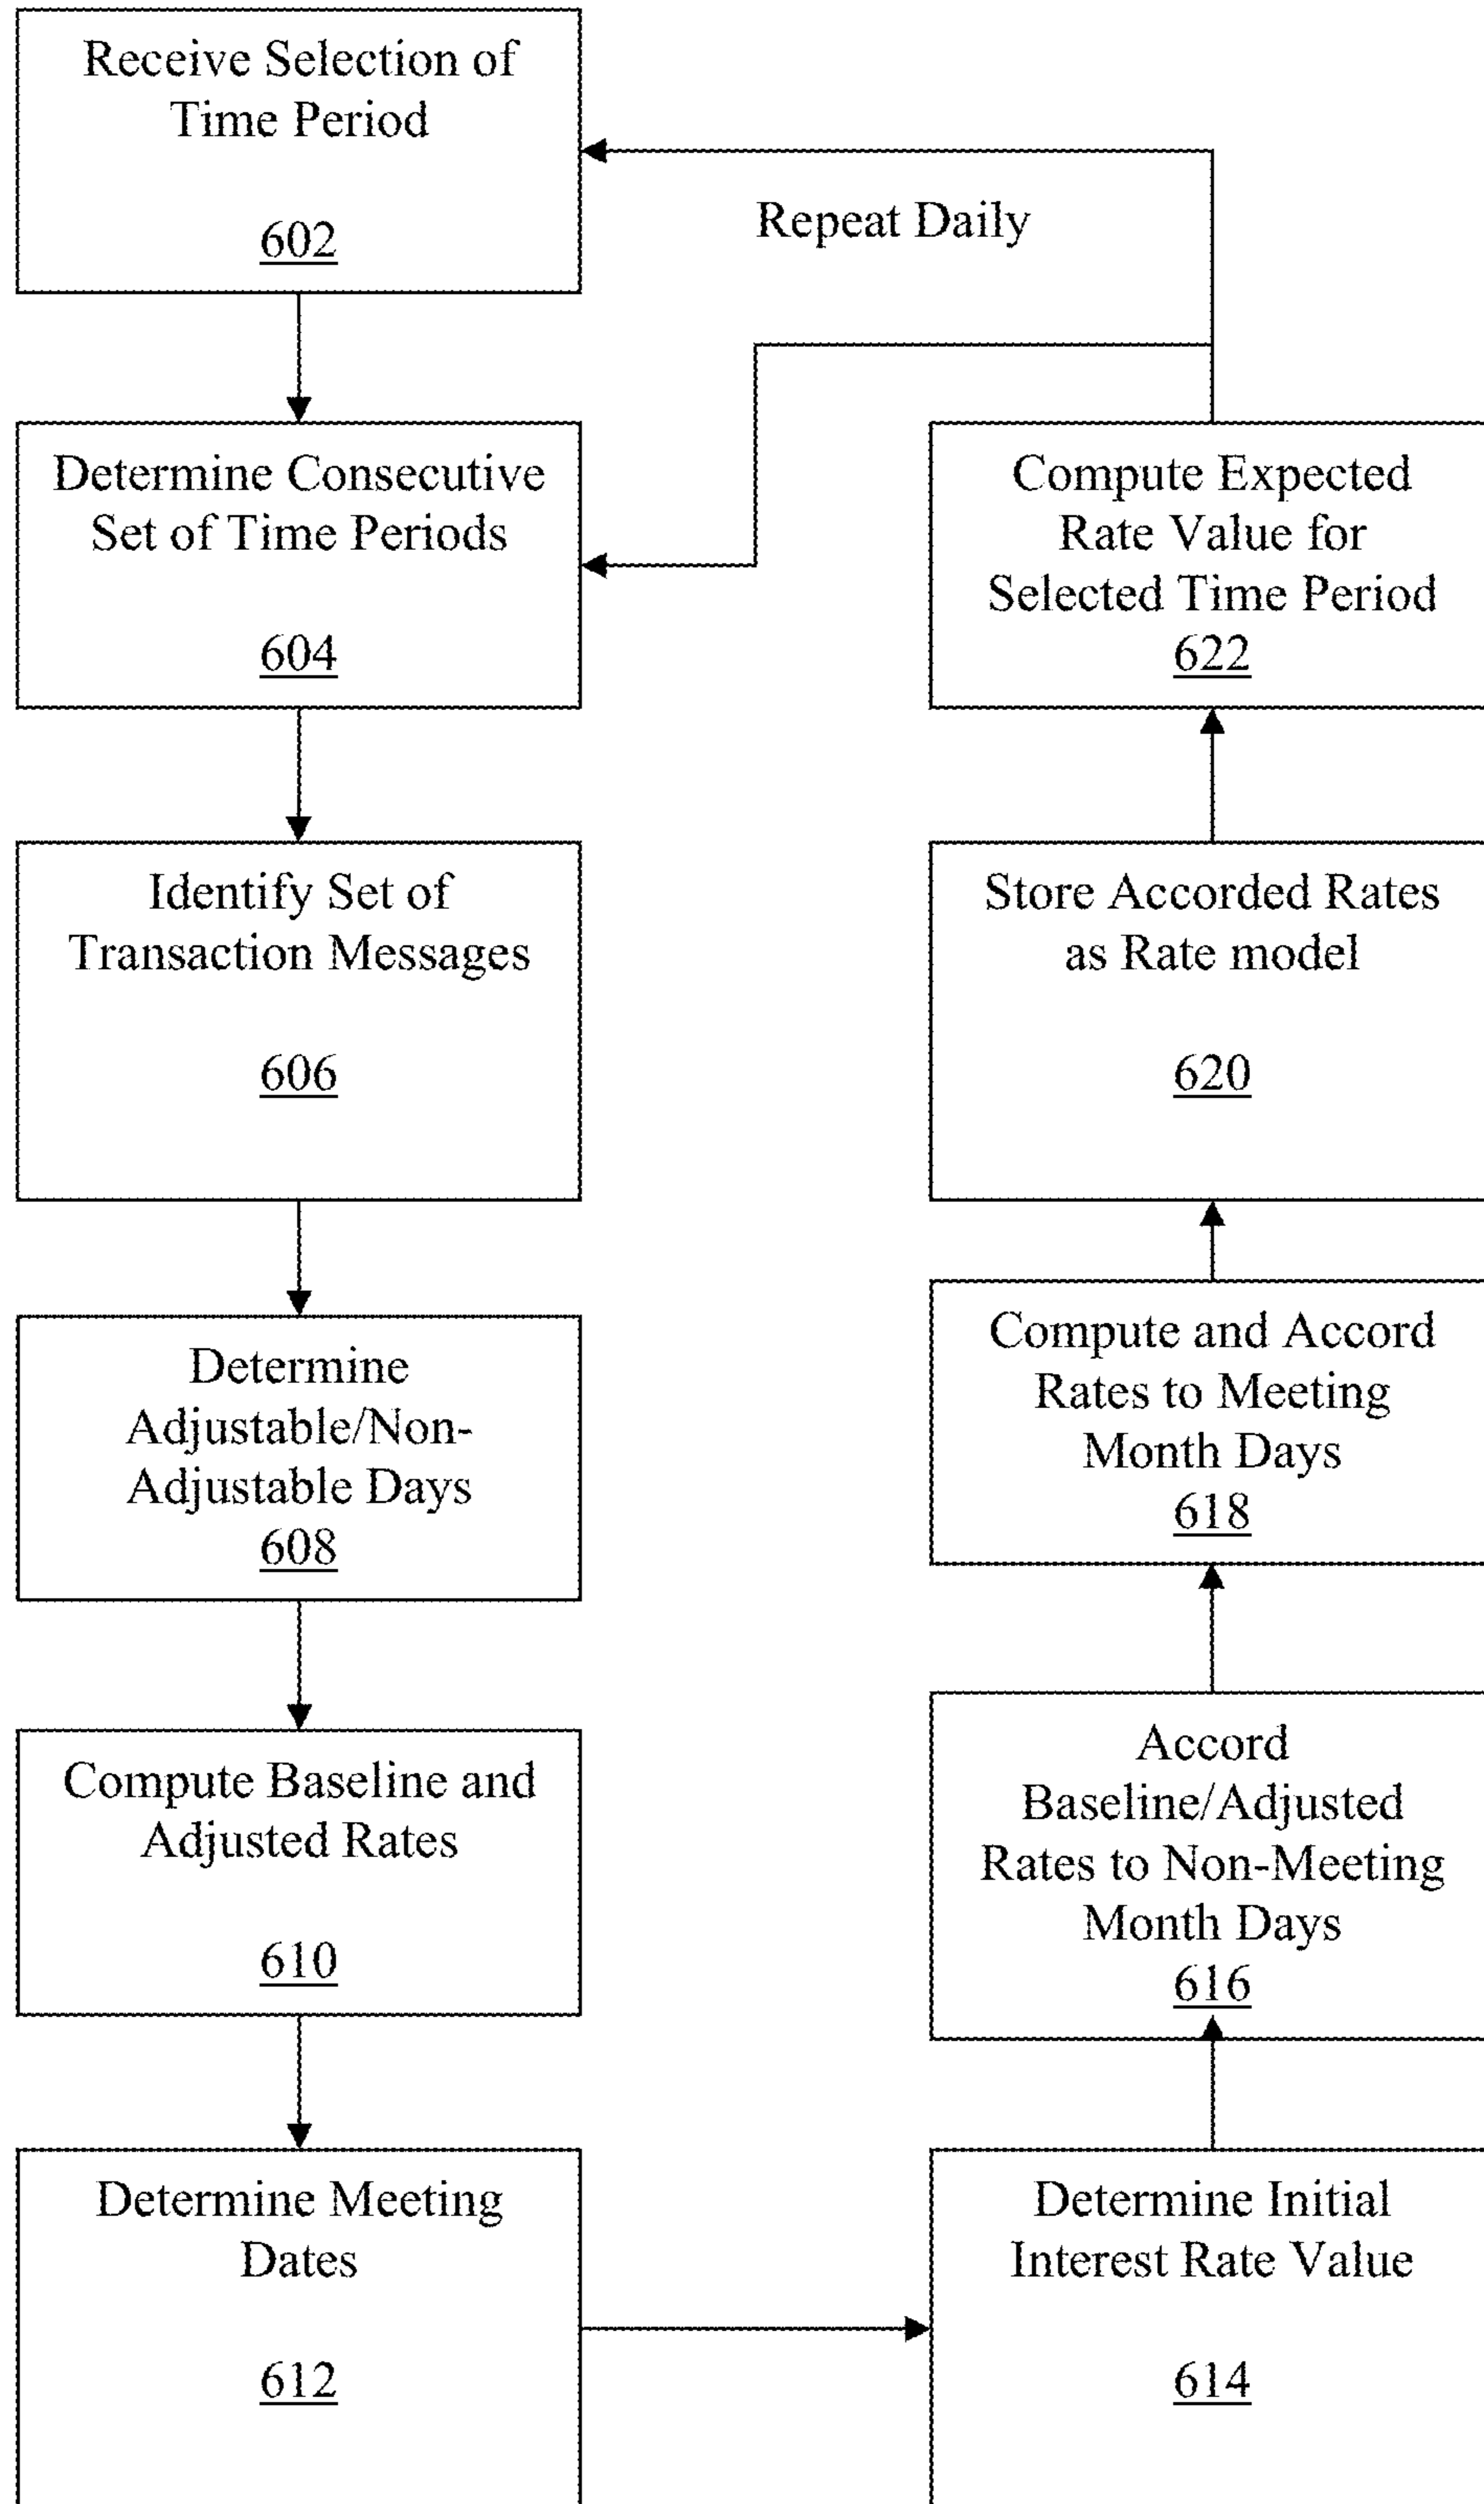 Receive Selection of
Time Period
602
Repeat Daily
Determine Consecutive
Set of Time Periods
604
Identify Set of
Transaction Messages
606
Determine
Adjustable/Non-
Adjustable Days
608
Compute Baseline and
Adjusted Rates
610
Determine Meeting
Dates
612
Determine Initial
Interest Rate Value
614
Accord
Baseline/Adjusted
Rates to Non-Meeting
Month Days
616
Compute and Accord
Rates to Meeting
Month Days
618
Store Accorded Rates
as Rate model
620
Compute Expected
Rate Value for
Selected Time Period
622